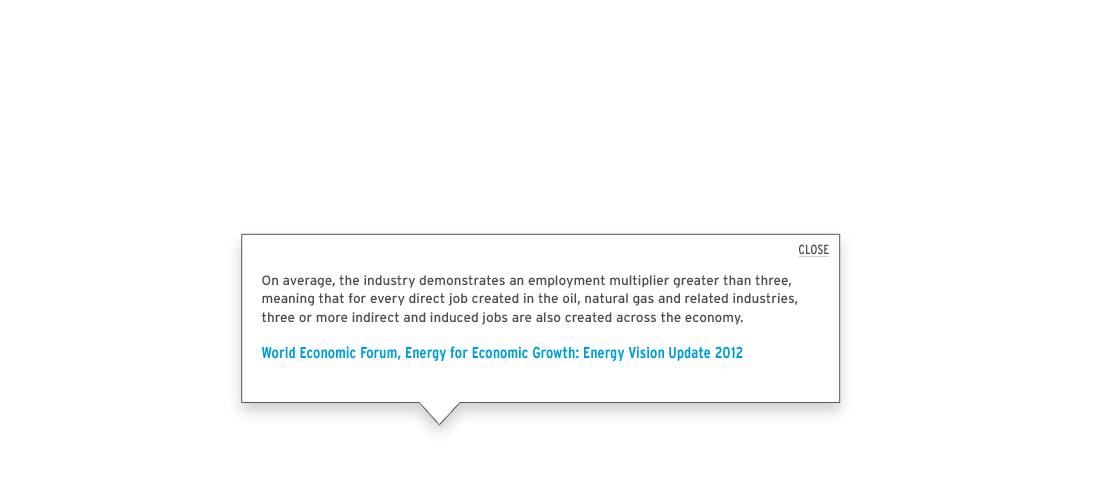 CLOSE
On average, the industry demonstrates an employment multiplier greater than three,
meaning that for every direct job created in the oil, natural gas and related industries,
three or more indirect and induced jobs are also created across the economy.
World Economic Forum, Energy for Economic Growth: Energy Vision Update 2012